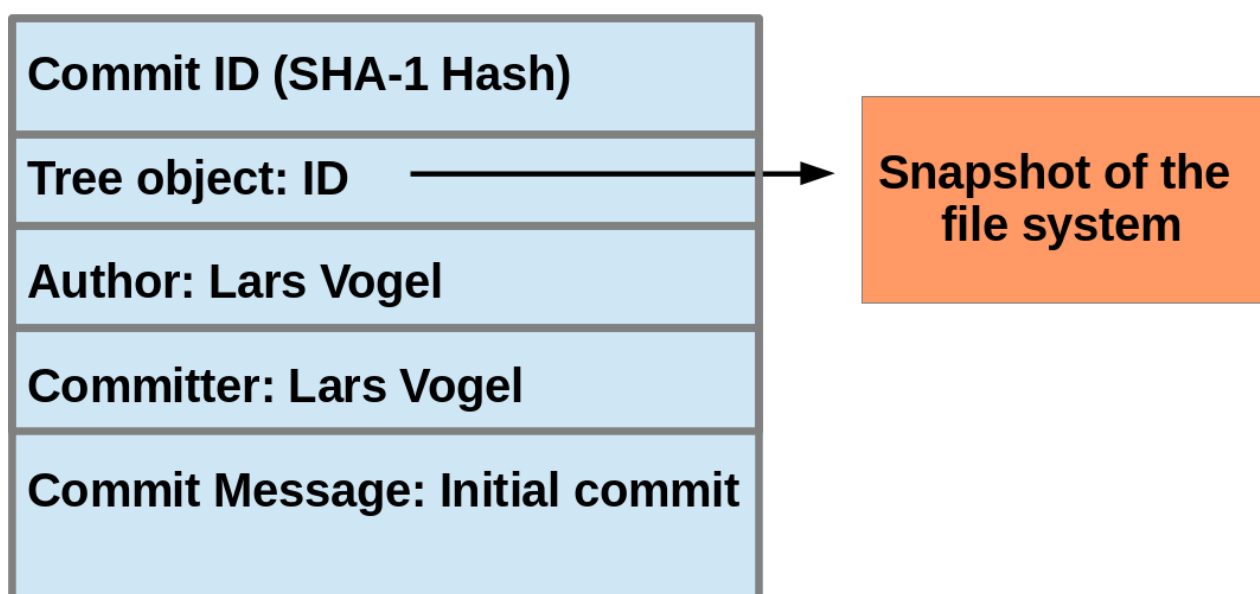 Commit ID (SHA-1 Hash)
Tree object: ID
Snapshot of the
file system
Author: Lars Vogel
Committer: Lars Vogel
Commit Message: Initial commit